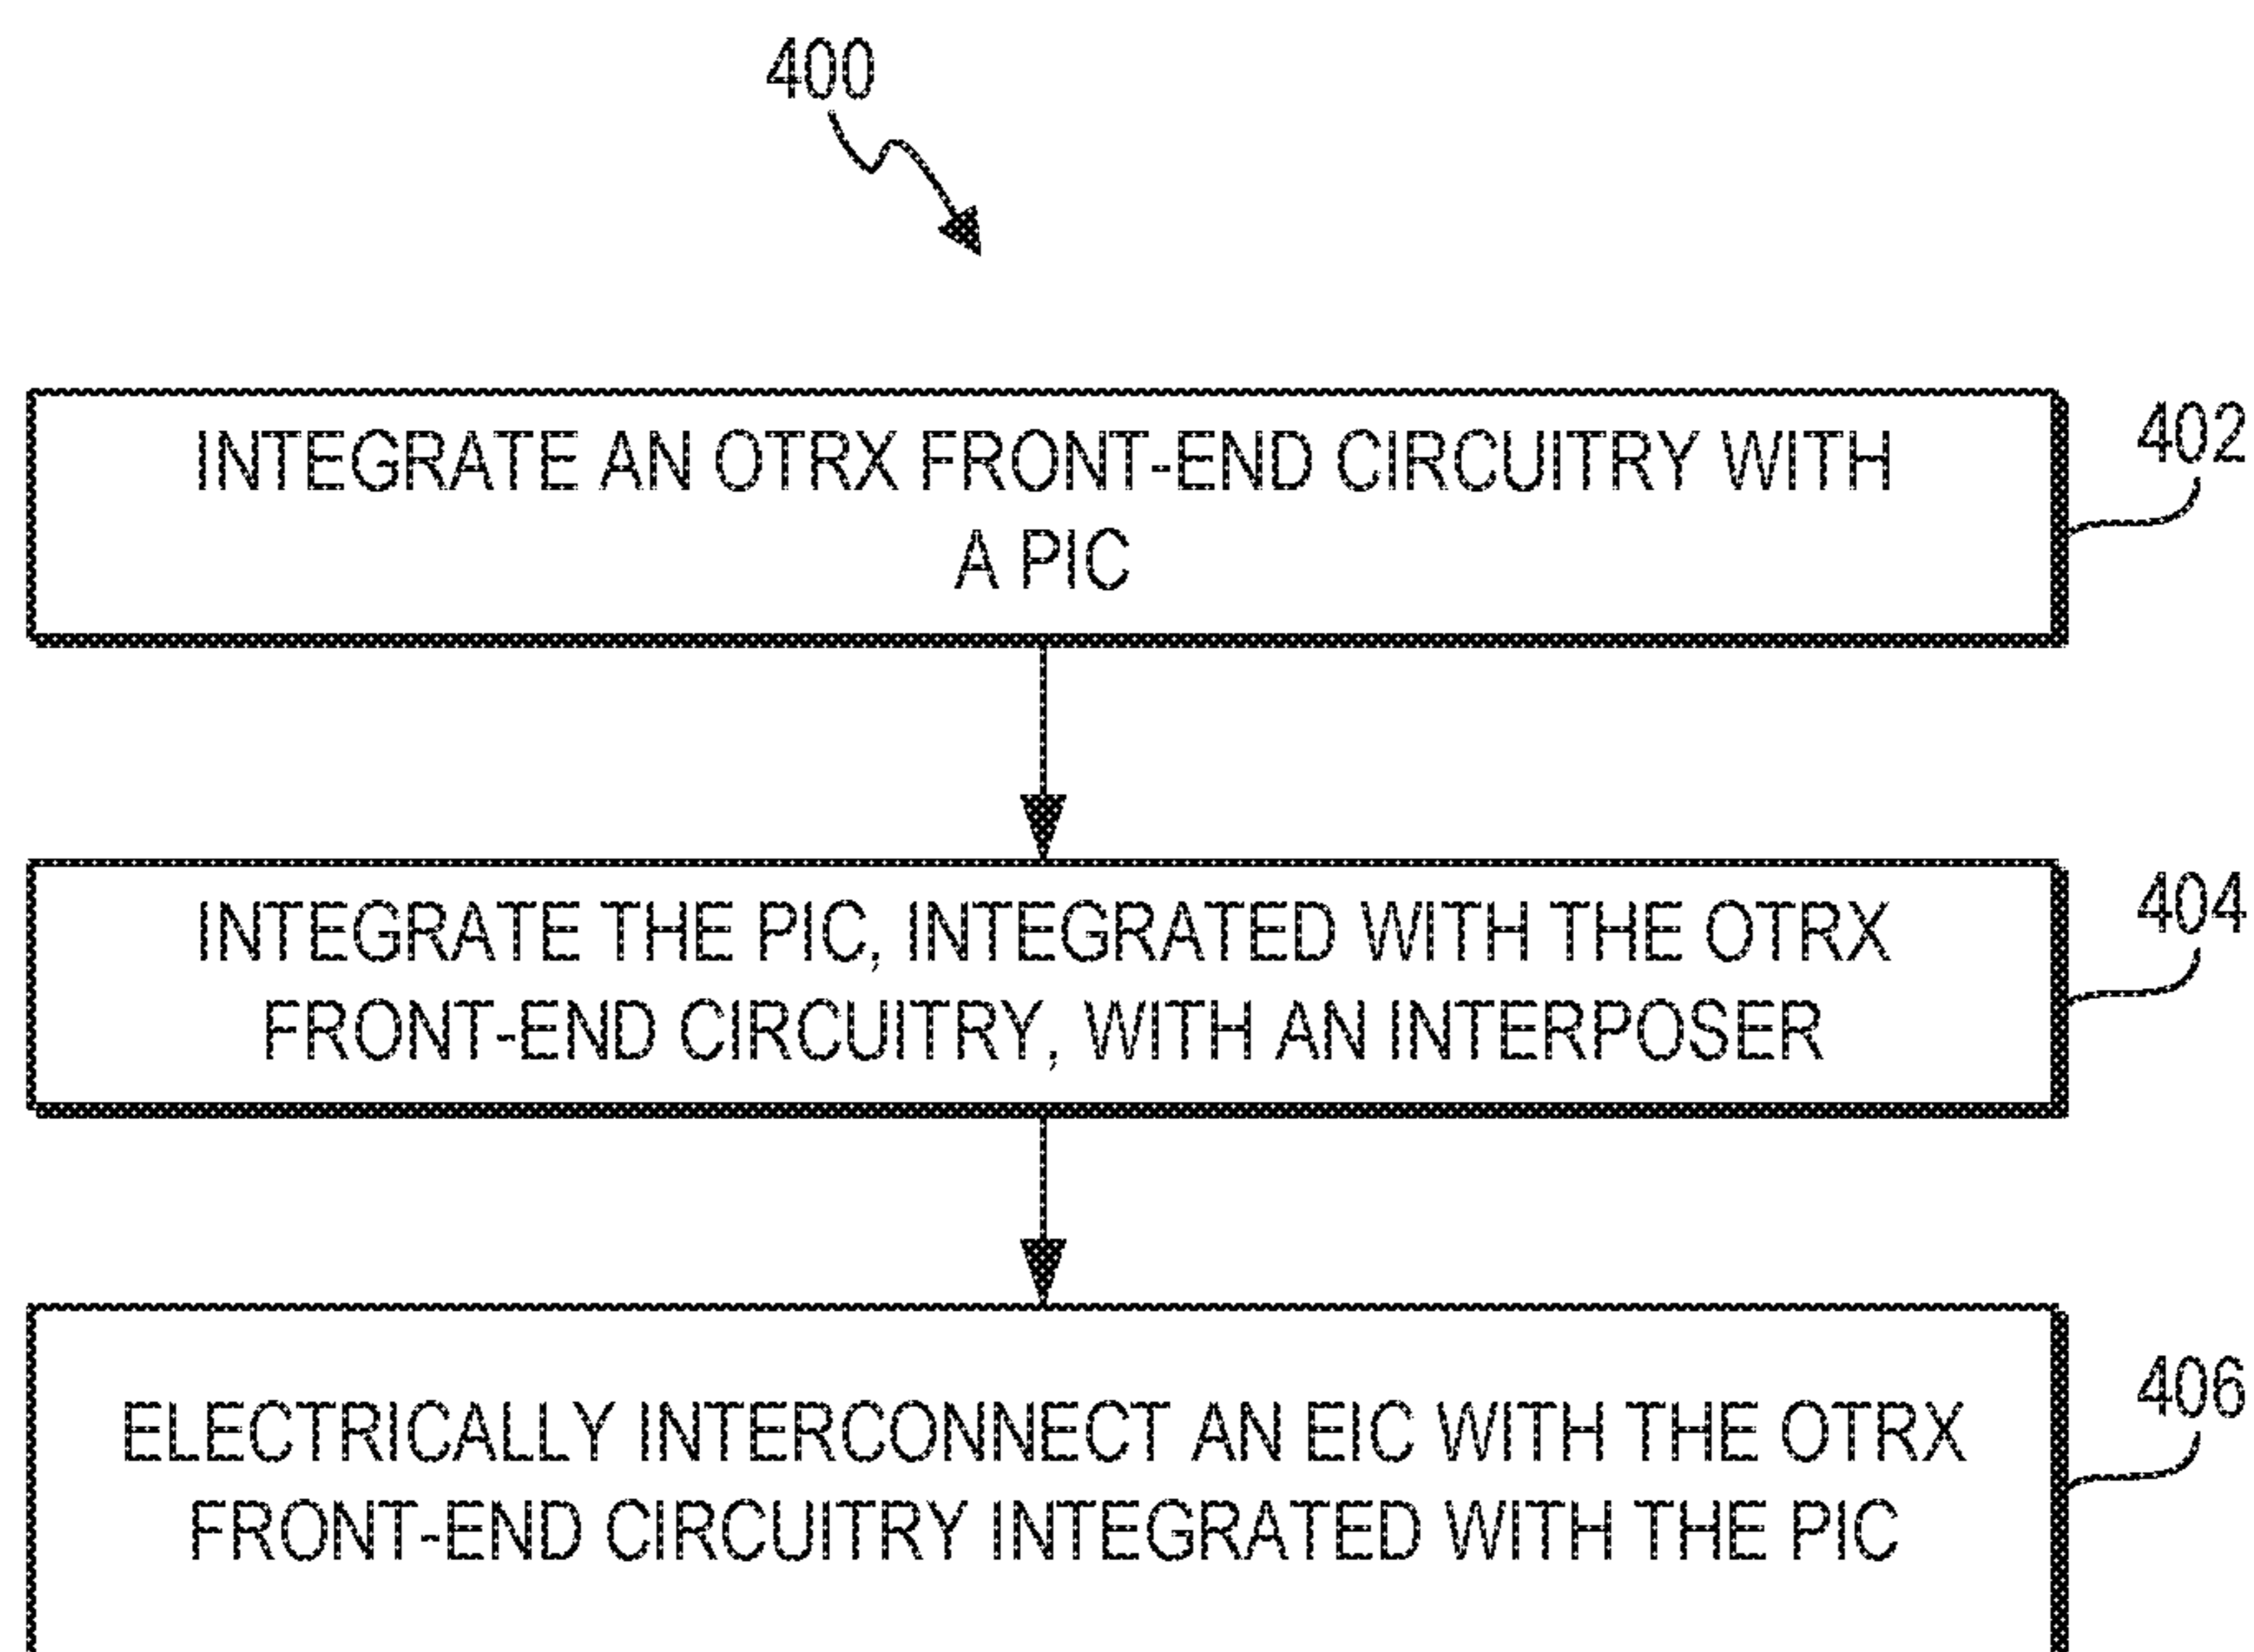 400
INTEGRATE AN OTRX FRONT-END CIRCUITRY WITH
A PIC
402
INTEGRATE THE PIC, INTEGRATED WITH THE OTRX
FRONT-END CIRCUITRY, WITH AN INTERPOSER
404
ELECTRICALLY INTERCONNECT AN EIC WITH THE OTRX
FRONT-END CIRCUITRY INTEGRATED WITH THE PIC
406